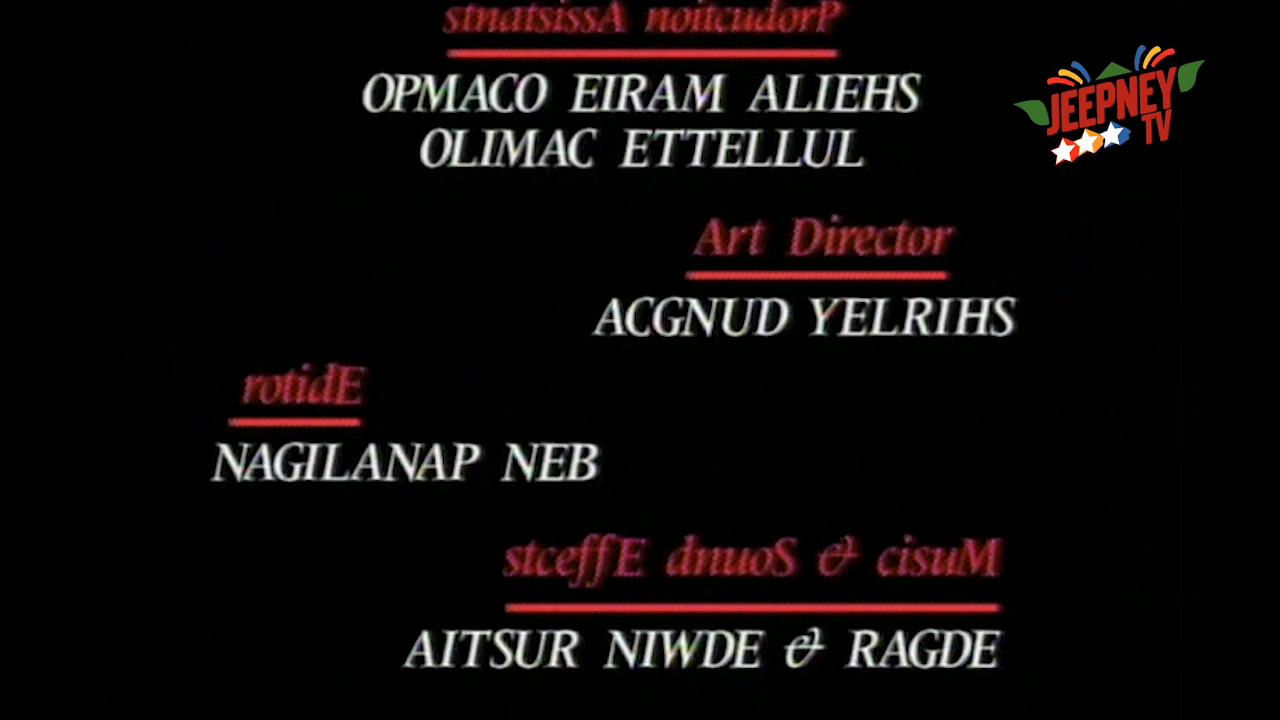 stnatsissA noitcudorP
OPMACO EIRAM ALIEHS
OLIMAC ETTELLUL
JEEPNEY
TV
Art Director
ACGNUD YELRIHS
rotidE
NAGILANAP NEB
stceffE dnuoS & cisuM
AITSUR NIWDE & RAGDE